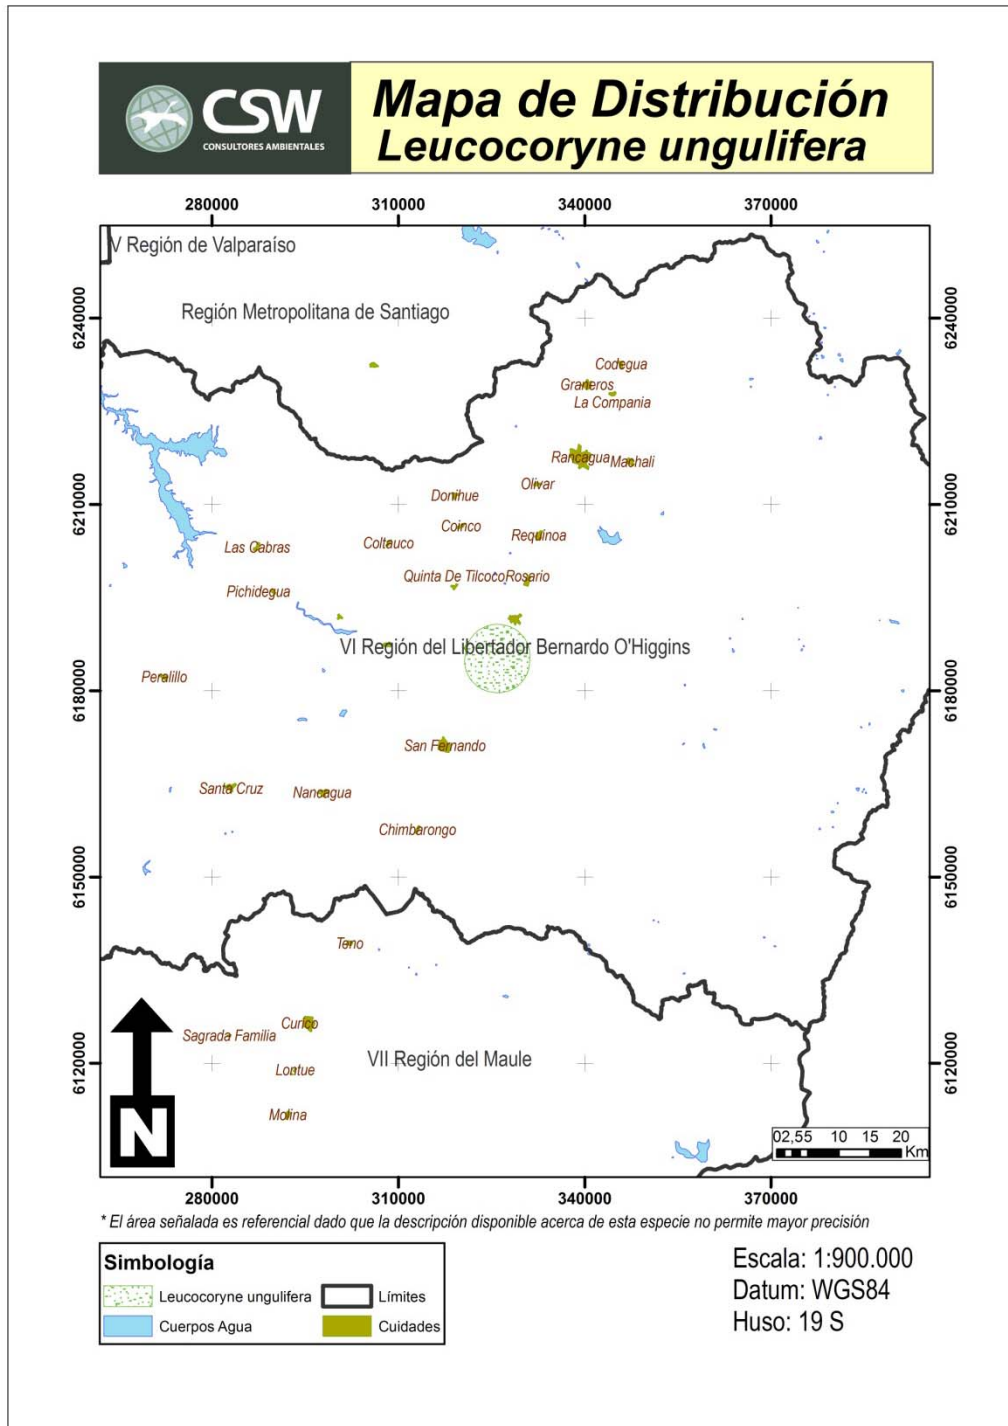 CSW
CONSULTORES AMBIENTALES
Mapa de Distribución
Leucocoryne ungulifera
280000 310000 340000 370000
V Región de Valparaíso
Región Metropolitana de Santiago
6240000 6240000
Codegua
Graneros
La Compania
Rancagua
Machali
Olivar
Donihue
6210000 6210000
Coinco
Requinoa
Coltauco
Las Cabras
Quinta De Tilcoco
Rosario
Pichidegua
VI Región del Libertador Bernardo O'Higgins
Peralillo
6180000 6180000
San Fernando
Santa Cruz
Nancagua
Chimbarongo
6150000 6150000
Teno
Curico
Sagrada Familia
VII Región del Maule
Lontue
6120000 6120000
Molina
N
02,55 10 15 20
Km
280000 310000 340000 370000
* El área señalada es referencial dado que la descripción disponible acerca de esta especie no permite mayor precisión
Simbología
Leucocoryne ungulifera
Límites
Cuerpos Agua
Cuidades
Escala: 1:900.000
Datum: WGS84
Huso: 19 S